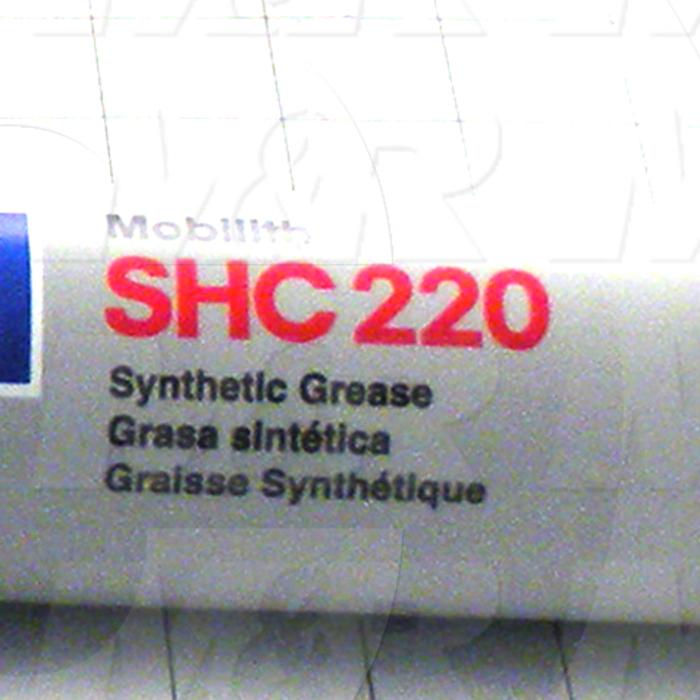 Mobilith
SHC 220
Synthetic Grease
Grasa sintética
Graisse Synthétique
M&R